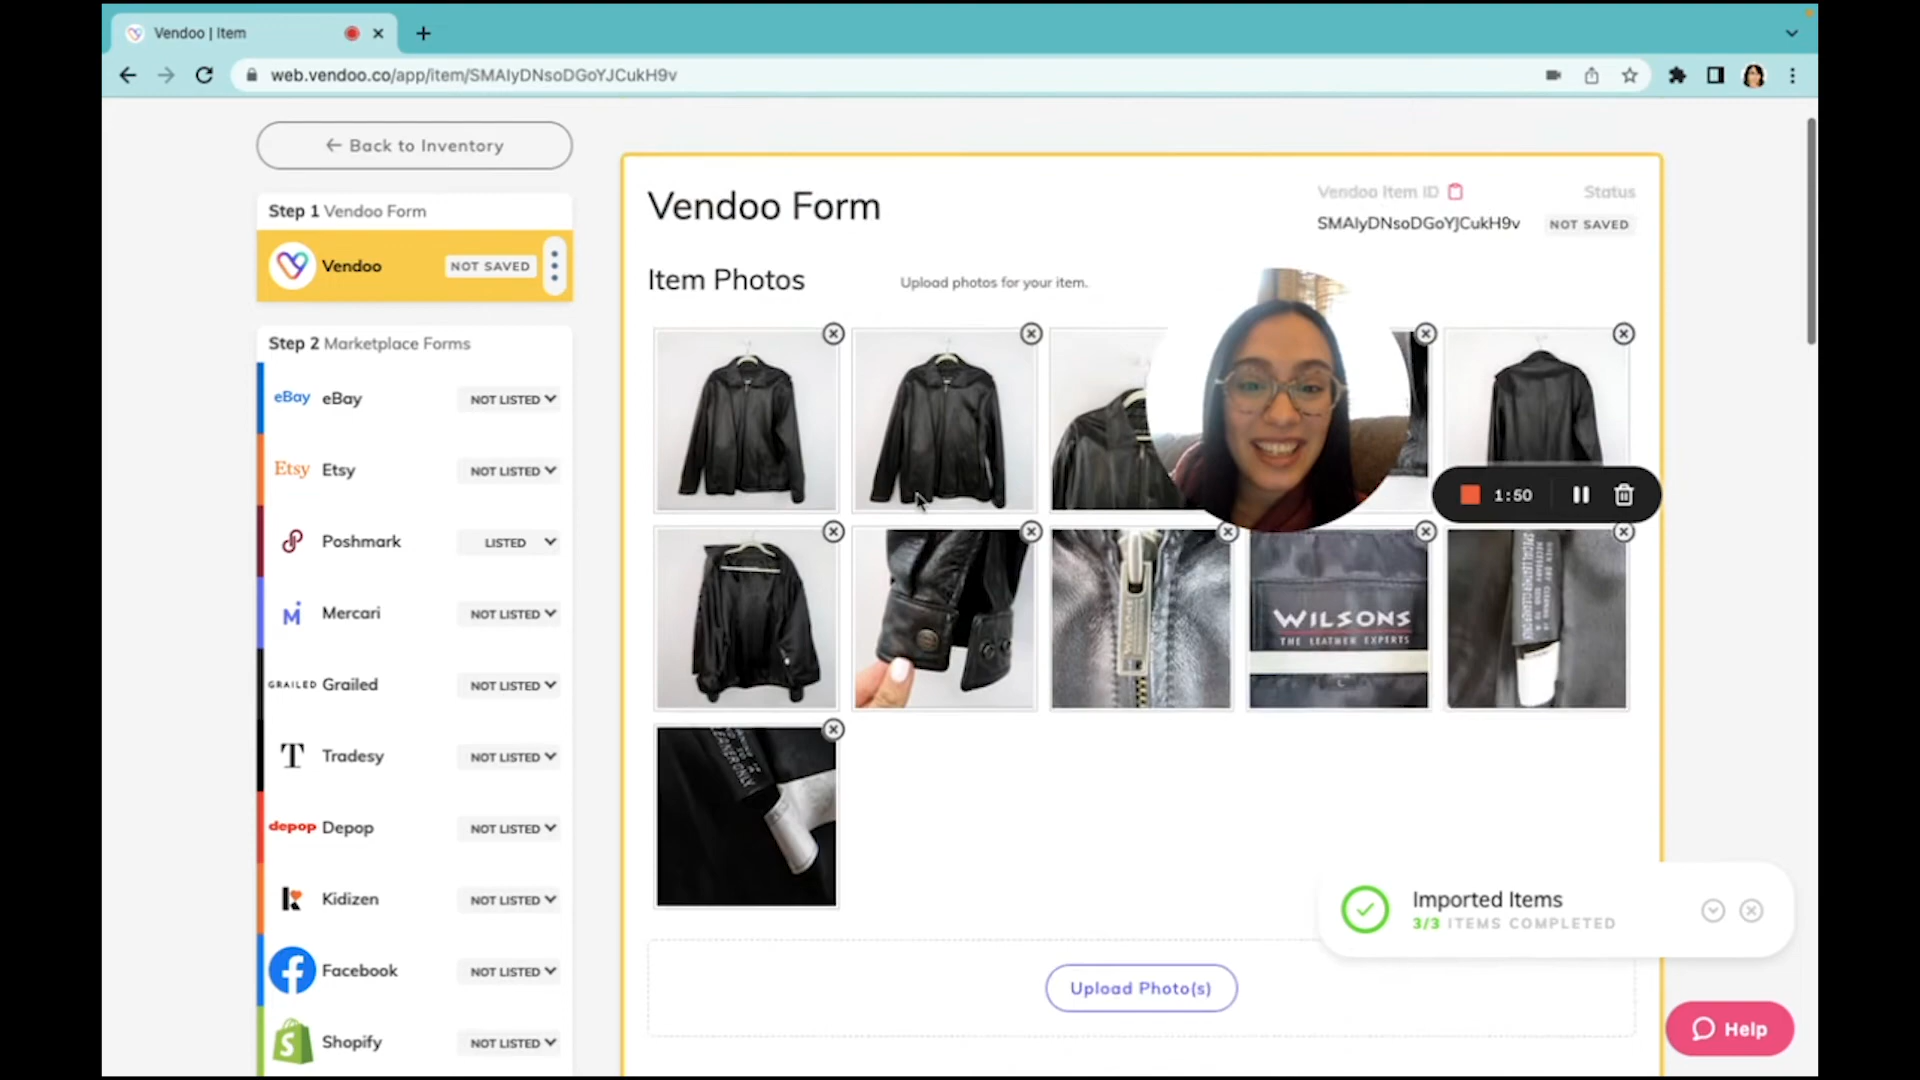 Vendoo | Item
web.vendoo.co/app/item/SMAIyDNsoDGoYJCukH9v
← Back to Inventory
Step 1 Vendoo Form
Vendoo
NOT SAVED
Step 2 Marketplace Forms
eBay eBay NOT LISTED
Etsy Etsy NOT LISTED
Poshmark LISTED
Mercari NOT LISTED
GRAILED Grailed NOT LISTED
T Tradesy NOT LISTED
depop Depop NOT LISTED
Kidizen NOT LISTED
Facebook NOT LISTED
Shopify NOT LISTED
Vendoo Form
Vendoo Item ID
SMAIyDNsoDGoYJCukH9v
Status
NOT SAVED
Item Photos
Upload photos for your item.
1:50
WILSONS
WILSONS
THE LEATHER EXPERTS
L
Imported Items
3/3 ITEMS COMPLETED
Upload Photo(s)
Help